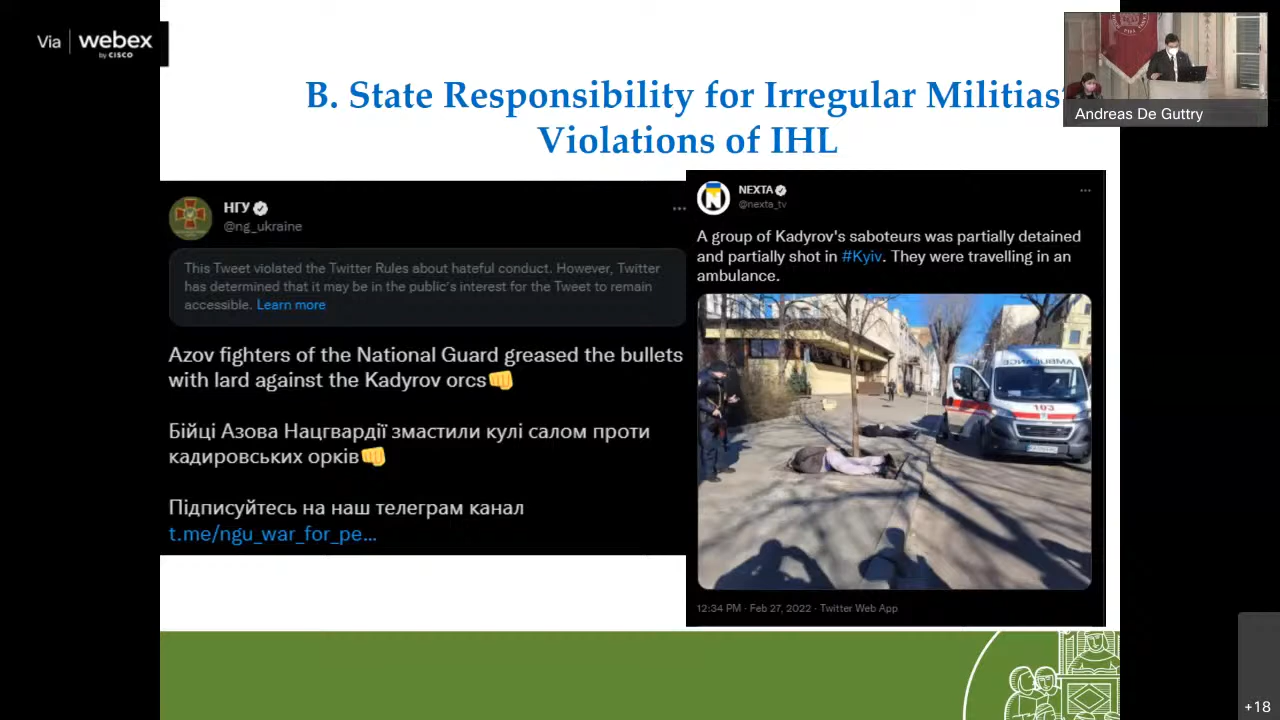 Via webex
by CISCO
B. State Responsibility for Irregular Militias
Violations of IHL
Andreas De Guttry
НГУ
@ng_ukraine
This Tweet violated the Twitter Rules about hateful conduct. However, Twitter
has determined that it may be in the public's interest for the Tweet to remain
accessible. Learn more
Azov fighters of the National Guard greased the bullets
with lard against the Kadyrov orcs👊
Бійці Азова Нацгвардії змастили кулі салом проти
кадировських орків👊
Підписуйтесь на наш телеграм канал
t.me/ngu_war_for_pe...
NEXTA
@nexta_tv
A group of Kadyrov's saboteurs was partially detained
and partially shot in #Kyiv. They were travelling in an
ambulance.
AMBULANCE
103
12:34 PM · Feb 27, 2022 · Twitter Web App
+18